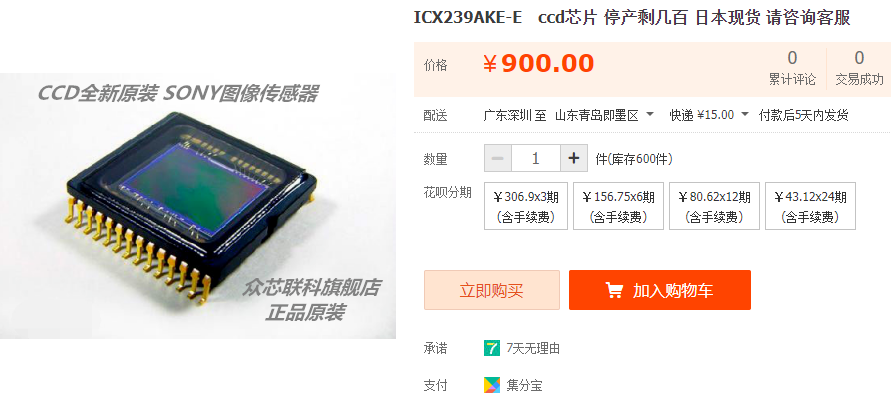 ICX239AKE-E ccd芯片 停产剩几百 日本现货 请咨询客服
CCD全新原装 SONY图像传感器
众芯联科旗舰店
正品原装
价格
¥900.00
0
累计评论
0
交易成功
配送
广东深圳 至 山东青岛即墨区 快递 ¥15.00 付款后5天内发货
数量
1
件(库存600件)
花呗分期
¥306.9x3期
(含手续费)
¥156.75x6期
(含手续费)
¥80.62x12期
(含手续费)
¥43.12x24期
(含手续费)
立即购买
加入购物车
承诺
7 7天无理由
支付
集分宝